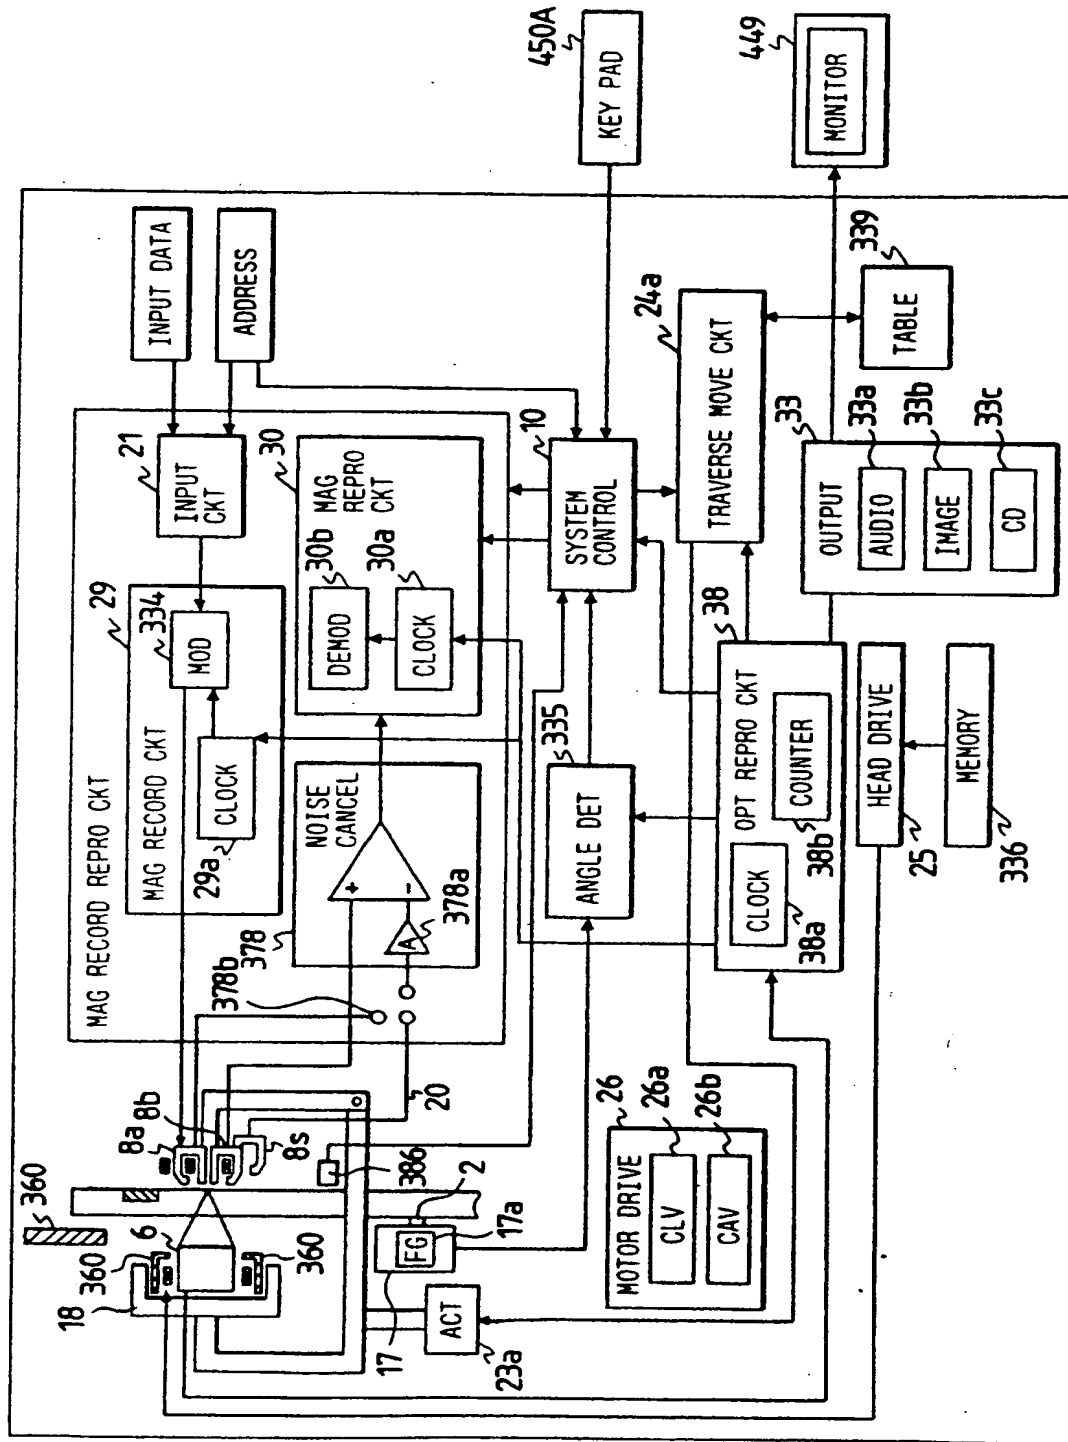 450A
KEY PAD
449
MONITOR
INPUT DATA
ADDRESS
339
TABLE
24a
TRAVERSE MOVE CKT
MAG RECORD REPRO CKT
21
INPUT
CKT
29
334
MOD
MAG RECORD CKT
CLOCK
29a
30
MAG
REPRO
CKT
30b
DEMOD
30a
CLOCK
10
SYSTEM
CONTROL
33
OUTPUT
33a
AUDIO
33b
IMAGE
33c
CD
378
NOISE
CANCEL
+
-
A
378a
378b
335
ANGLE DET
38
OPT REPRO CKT
CLOCK
38a
COUNTER
38b
HEAD DRIVE
25
MEMORY
336
20
8a
8b
8s
386
2
17a
FG
17
ACT
23a
26
MOTOR DRIVE
26a
CLV
26b
CAV
360
6
360
360
18